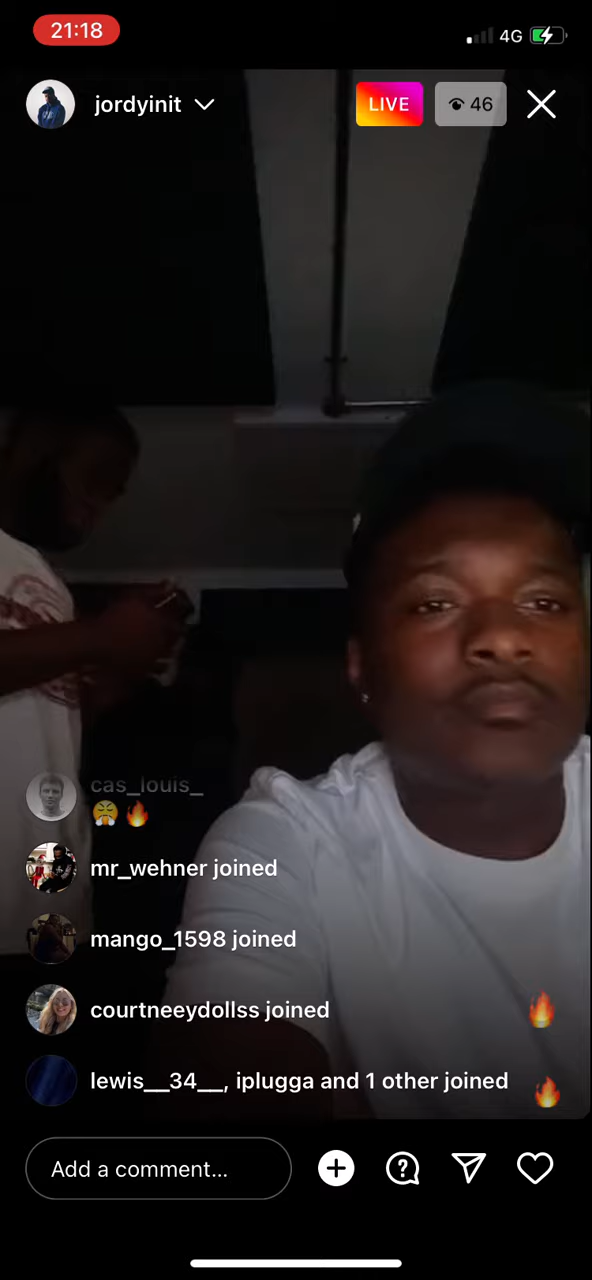 21:18
4G
jordyinit
LIVE
46
cas_louis_
😤🔥
mr_wehner joined
mango_1598 joined
courtneeydollss joined
lewis__34__, iplugga and 1 other joined
Add a comment...